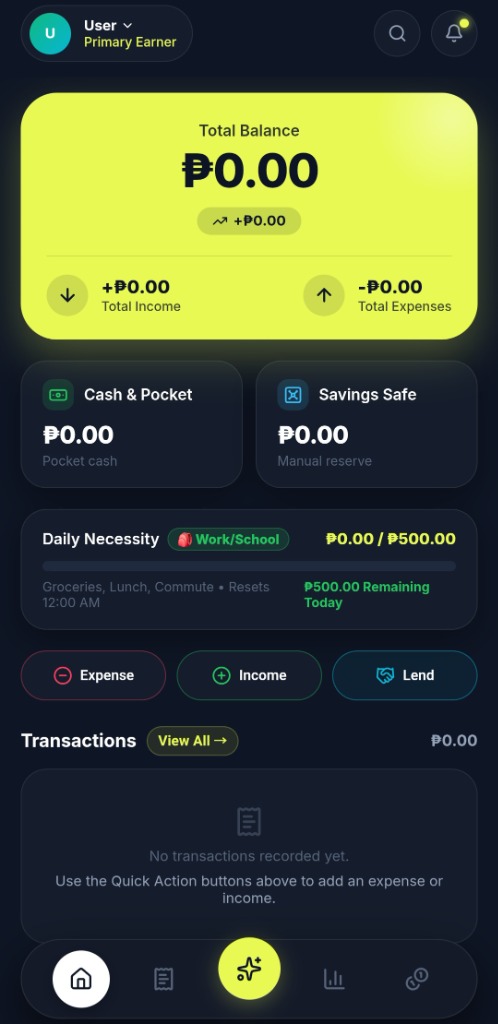 U
User
Primary Earner
Total Balance
₱0.00
+₱0.00
+₱0.00
Total Income
-₱0.00
Total Expenses
Cash & Pocket
₱0.00
Pocket cash
Savings Safe
₱0.00
Manual reserve
Daily Necessity
🎒 Work/School
₱0.00 / ₱500.00
Groceries, Lunch, Commute • Resets
12:00 AM
₱500.00 Remaining
Today
Expense
Income
Lend
Transactions
View All →
₱0.00
No transactions recorded yet.
Use the Quick Action buttons above to add an expense or
income.